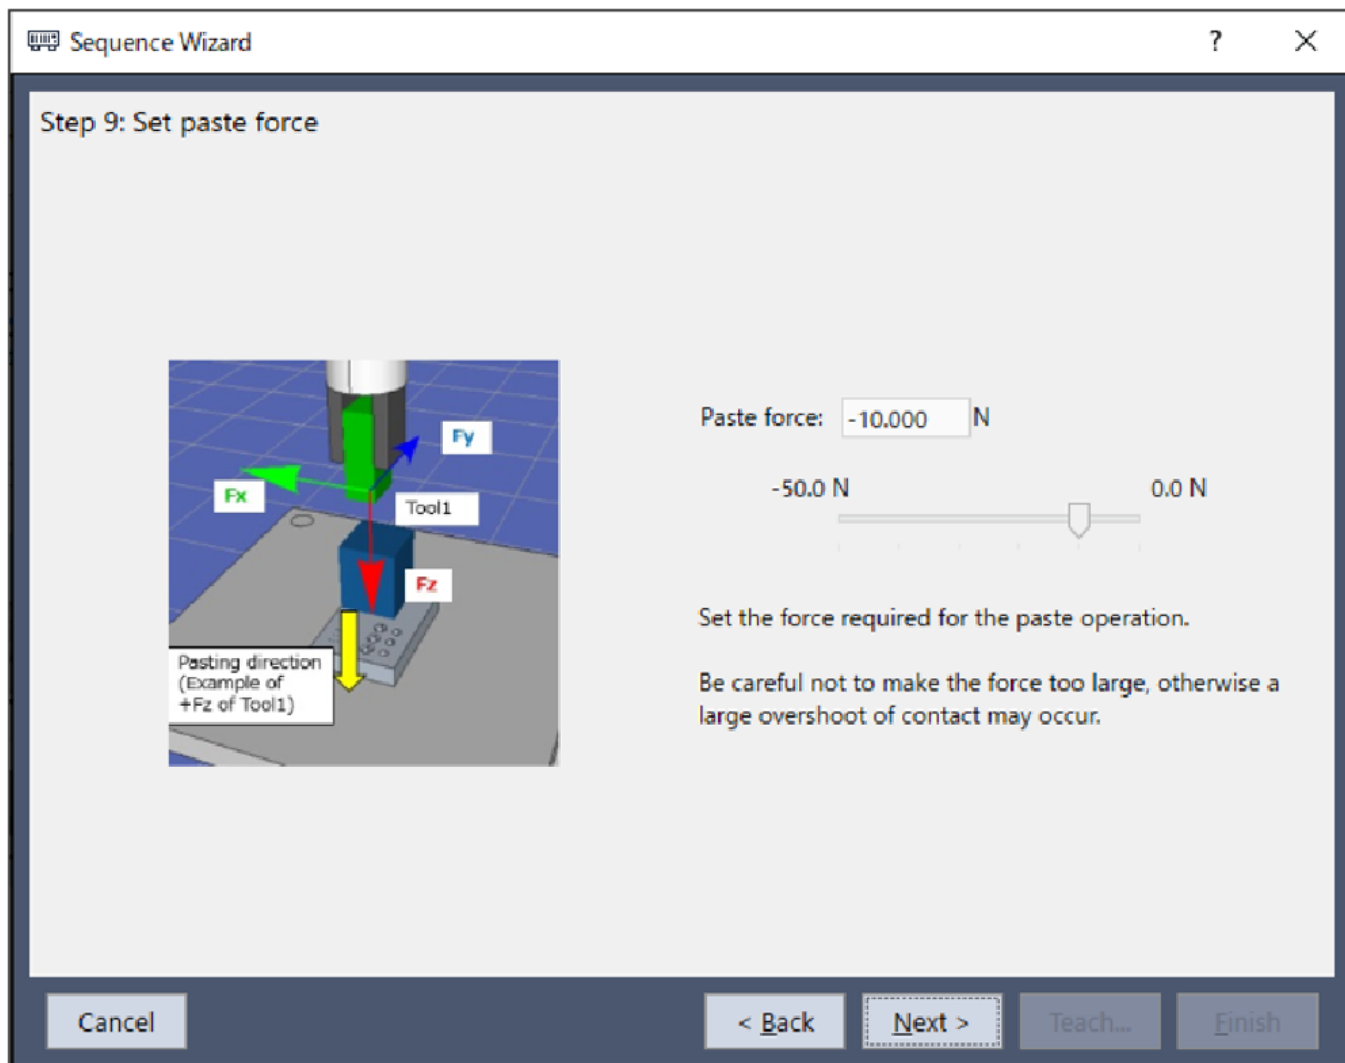 Sequence Wizard
?
Step 9: Set paste force
Fy
Fx
Tool1
Fz
Pasting direction
(Example of
+Fz of Tool1)
Paste force: -10.000 N
-50.0 N 0.0 N
Set the force required for the paste operation.
Be careful not to make the force too large, otherwise a
large overshoot of contact may occur.
Cancel
< Back
Next >
Teach...
Finish